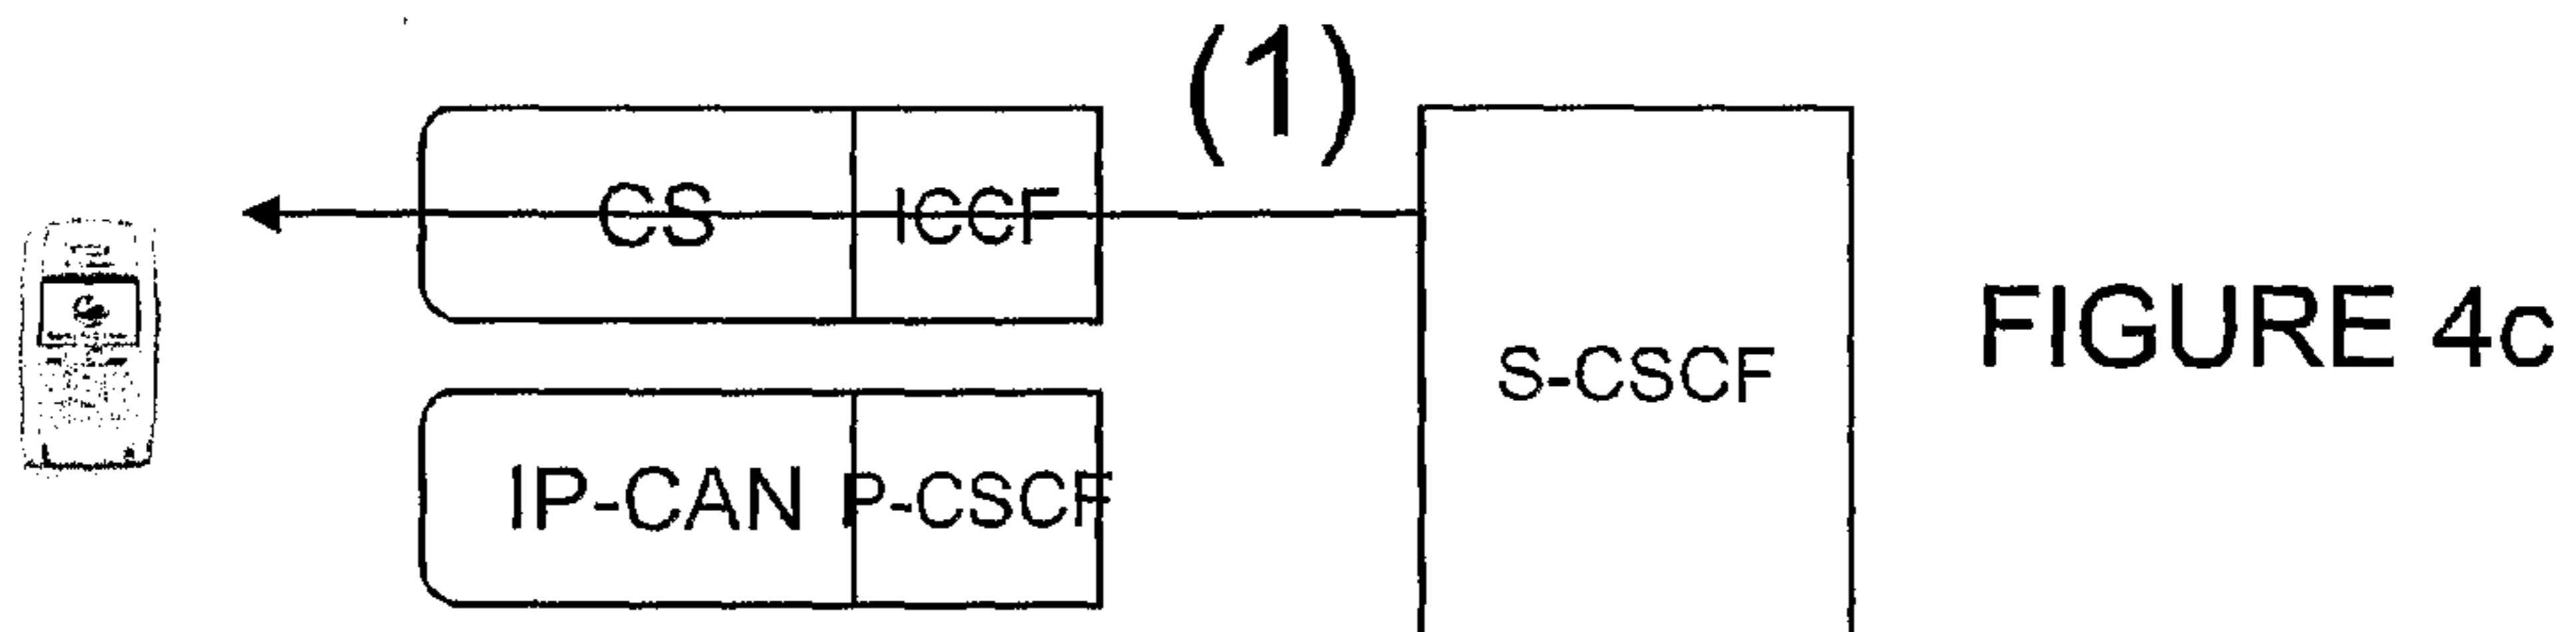 (1)
CS ICCF
S-CSCF
FIGURE 4c
IP-CAN P-CSCF